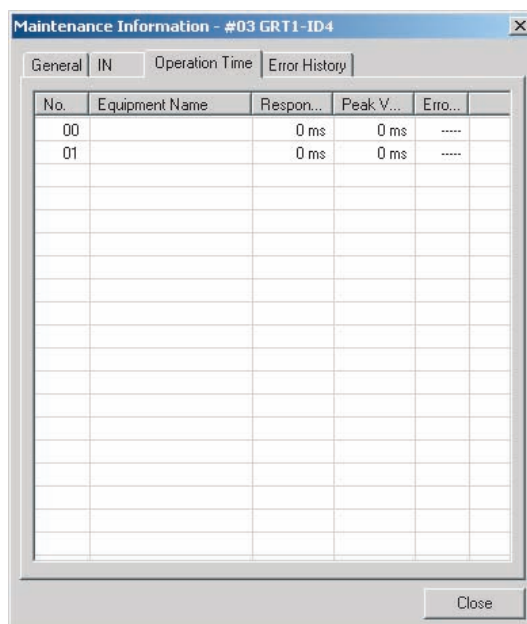 Maintenance Information - #03 GRT1-ID4
General IN Operation Time Error History
No. Equipment Name Respon... Peak V... Erro...
00 0 ms 0 ms -----
01 0 ms 0 ms -----
Close